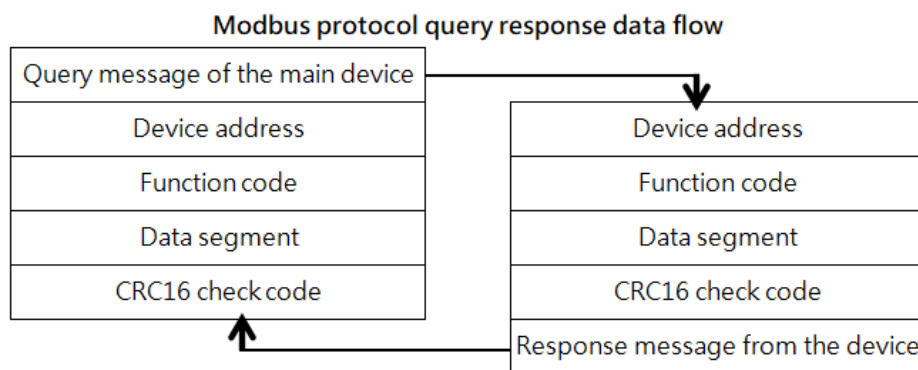 Modbus protocol query response data flow
Query message of the main device
Device address
Function code
Data segment
CRC16 check code
Device address
Function code
Data segment
CRC16 check code
Response message from the device